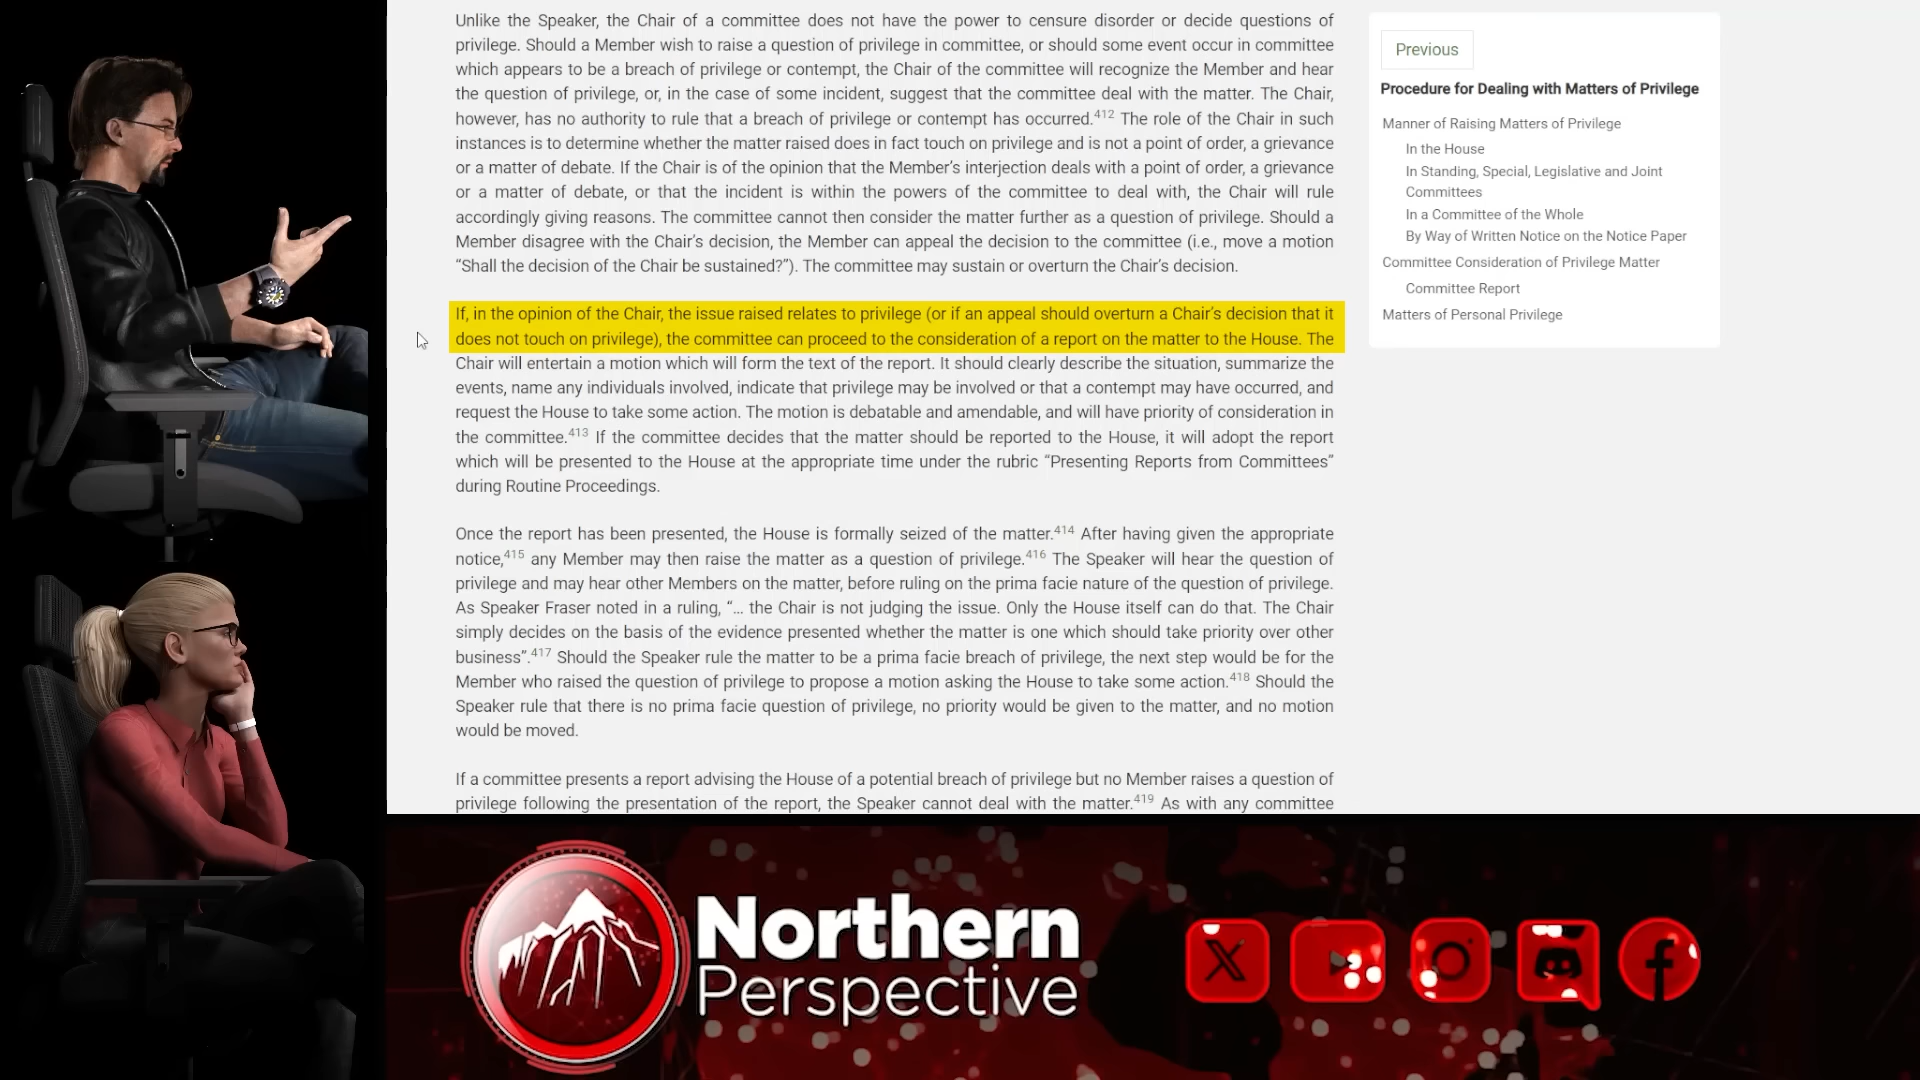 Unlike the Speaker, the Chair of a committee does not have the power to censure disorder or decide questions of
privilege. Should a Member wish to raise a question of privilege in committee, or should some event occur in committee
which appears to be a breach of privilege or contempt, the Chair of the committee will recognize the Member and hear
the question of privilege, or, in the case of some incident, suggest that the committee deal with the matter. The Chair,
however, has no authority to rule that a breach of privilege or contempt has occurred.412 The role of the Chair in such
instances is to determine whether the matter raised does in fact touch on privilege and is not a point of order, a grievance
or a matter of debate. If the Chair is of the opinion that the Member’s interjection deals with a point of order, a grievance
or a matter of debate, or that the incident is within the powers of the committee to deal with, the Chair will rule
accordingly giving reasons. The committee cannot then consider the matter further as a question of privilege. Should a
Member disagree with the Chair’s decision, the Member can appeal the decision to the committee (i.e., move a motion
“Shall the decision of the Chair be sustained?”). The committee may sustain or overturn the Chair’s decision.
If, in the opinion of the Chair, the issue raised relates to privilege (or if an appeal should overturn a Chair’s decision that it
does not touch on privilege), the committee can proceed to the consideration of a report on the matter to the House. The
Chair will entertain a motion which will form the text of the report. It should clearly describe the situation, summarize the
events, name any individuals involved, indicate that privilege may be involved or that a contempt may have occurred, and
request the House to take some action. The motion is debatable and amendable, and will have priority of consideration in
the committee.413 If the committee decides that the matter should be reported to the House, it will adopt the report
which will be presented to the House at the appropriate time under the rubric “Presenting Reports from Committees”
during Routine Proceedings.
Once the report has been presented, the House is formally seized of the matter.414 After having given the appropriate
notice,415 any Member may then raise the matter as a question of privilege.416 The Speaker will hear the question of
privilege and may hear other Members on the matter, before ruling on the prima facie nature of the question of privilege.
As Speaker Fraser noted in a ruling, “… the Chair is not judging the issue. Only the House itself can do that. The Chair
simply decides on the basis of the evidence presented whether the matter is one which should take priority over other
business”.417 Should the Speaker rule the matter to be a prima facie breach of privilege, the next step would be for the
Member who raised the question of privilege to propose a motion asking the House to take some action.418 Should the
Speaker rule that there is no prima facie question of privilege, no priority would be given to the matter, and no motion
would be moved.
If a committee presents a report advising the House of a potential breach of privilege but no Member raises a question of
privilege following the presentation of the report, the Speaker cannot deal with the matter.419 As with any committee
Previous
Procedure for Dealing with Matters of Privilege
Manner of Raising Matters of Privilege
In the House
In Standing, Special, Legislative and Joint
Committees
In a Committee of the Whole
By Way of Written Notice on the Notice Paper
Committee Consideration of Privilege Matter
Committee Report
Matters of Personal Privilege
Northern
Perspective